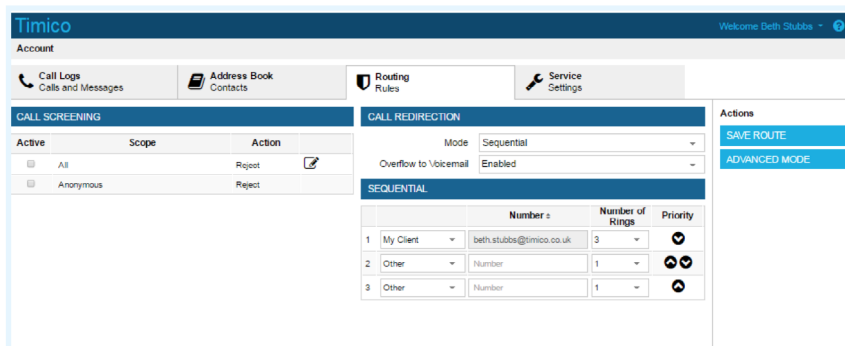 Timico
Welcome Beth Stubbs
Account
Call Logs
Calls and Messages
Address Book
Contacts
Routing
Rules
Service
Settings
CALL SCREENING
Active Scope Action
All Reject
Anonymous Reject
CALL REDIRECTION
Mode Sequential
Overflow to Voicemail Enabled
SEQUENTIAL
Number Number of Rings Priority
1 My Client beth.stubbs@timico.co.uk 3
2 Other Number 1
3 Other Number 1
Actions
SAVE ROUTE
ADVANCED MODE